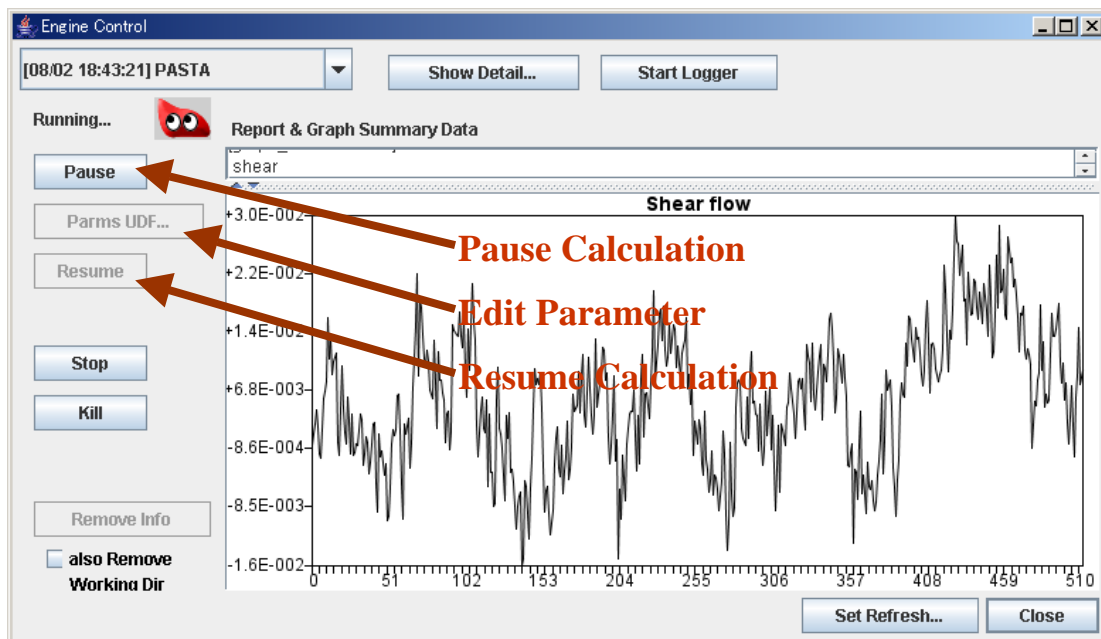 Engine Control
[08/02 18:43:21] PASTA
Show Detail...
Start Logger
Running...
Report & Graph Summary Data
shear
Pause
Parms UDF...
Resume
Stop
Kill
Remove Info
also Remove
Working Dir
Shear flow
+3.0E-002
+2.2E-002
+1.4E-002
+6.8E-003
-8.6E-004
-8.5E-003
-1.6E-002
0 51 102 153 204 255 306 357 408 459 510
Pause Calculation
Edit Parameter
Resume Calculation
Set Refresh...
Close